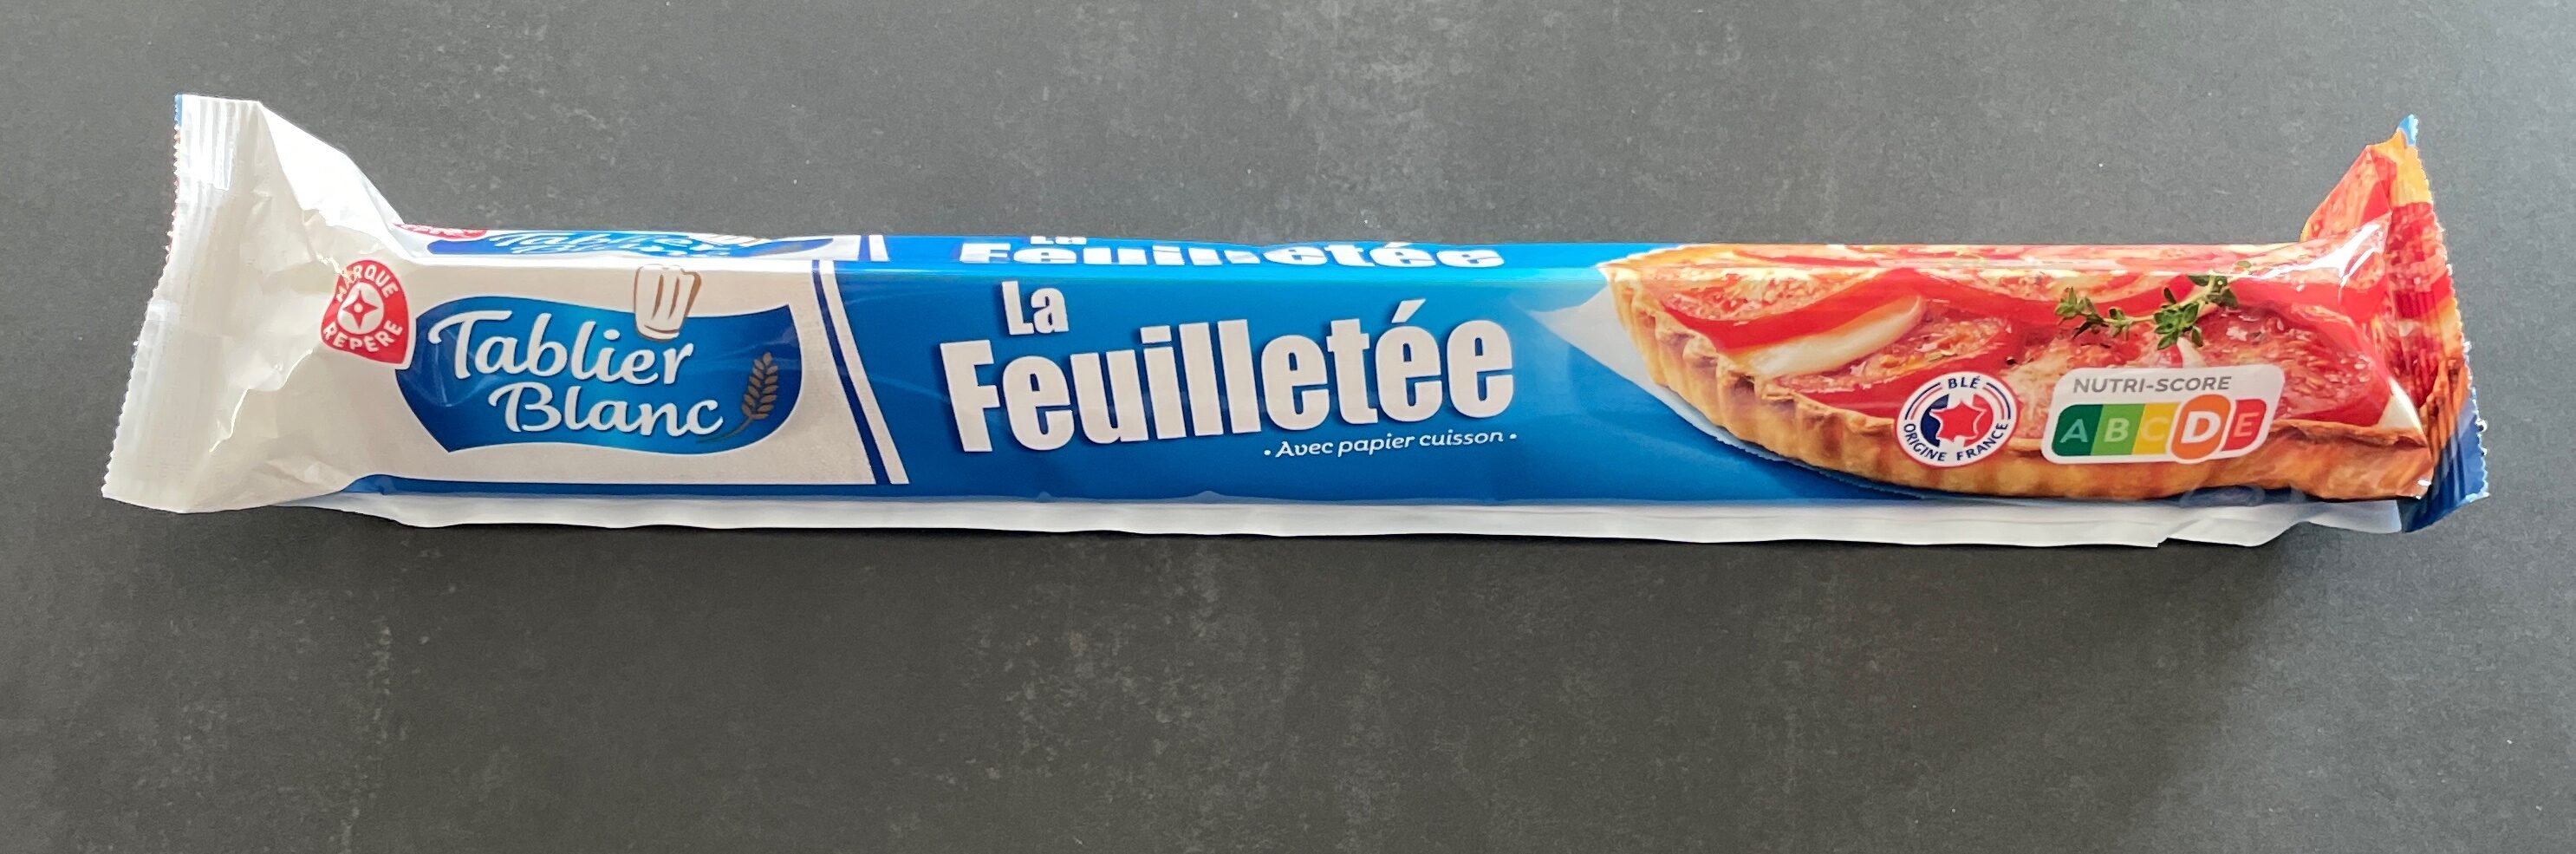 MARQUE
REPÈRE
Tablier
Blanc
La
Feuilletée
La
Feuilletée
• Avec papier cuisson •
BLÉ
ORIGINE FRANCE
NUTRI-SCORE
A B C D E